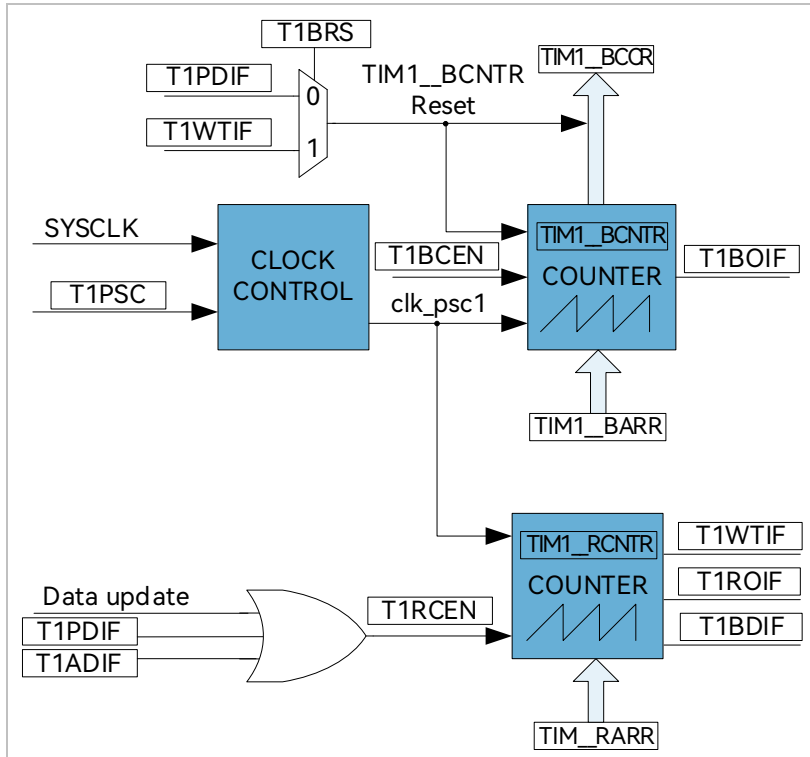 T1BRS
T1PDIF
0
T1WTIF
1
TIM1__BCNTR
Reset
TIM1__BCCR
SYSCLK
T1PSC
CLOCK
CONTROL
T1BCEN
clk_psc1
TIM1__BCNTR
COUNTER
T1BOIF
TIM1__BARR
Data update
T1PDIF
T1ADIF
T1RCEN
TIM1__RCNTR
COUNTER
T1WTIF
T1ROIF
T1BDIF
TIM__RARR